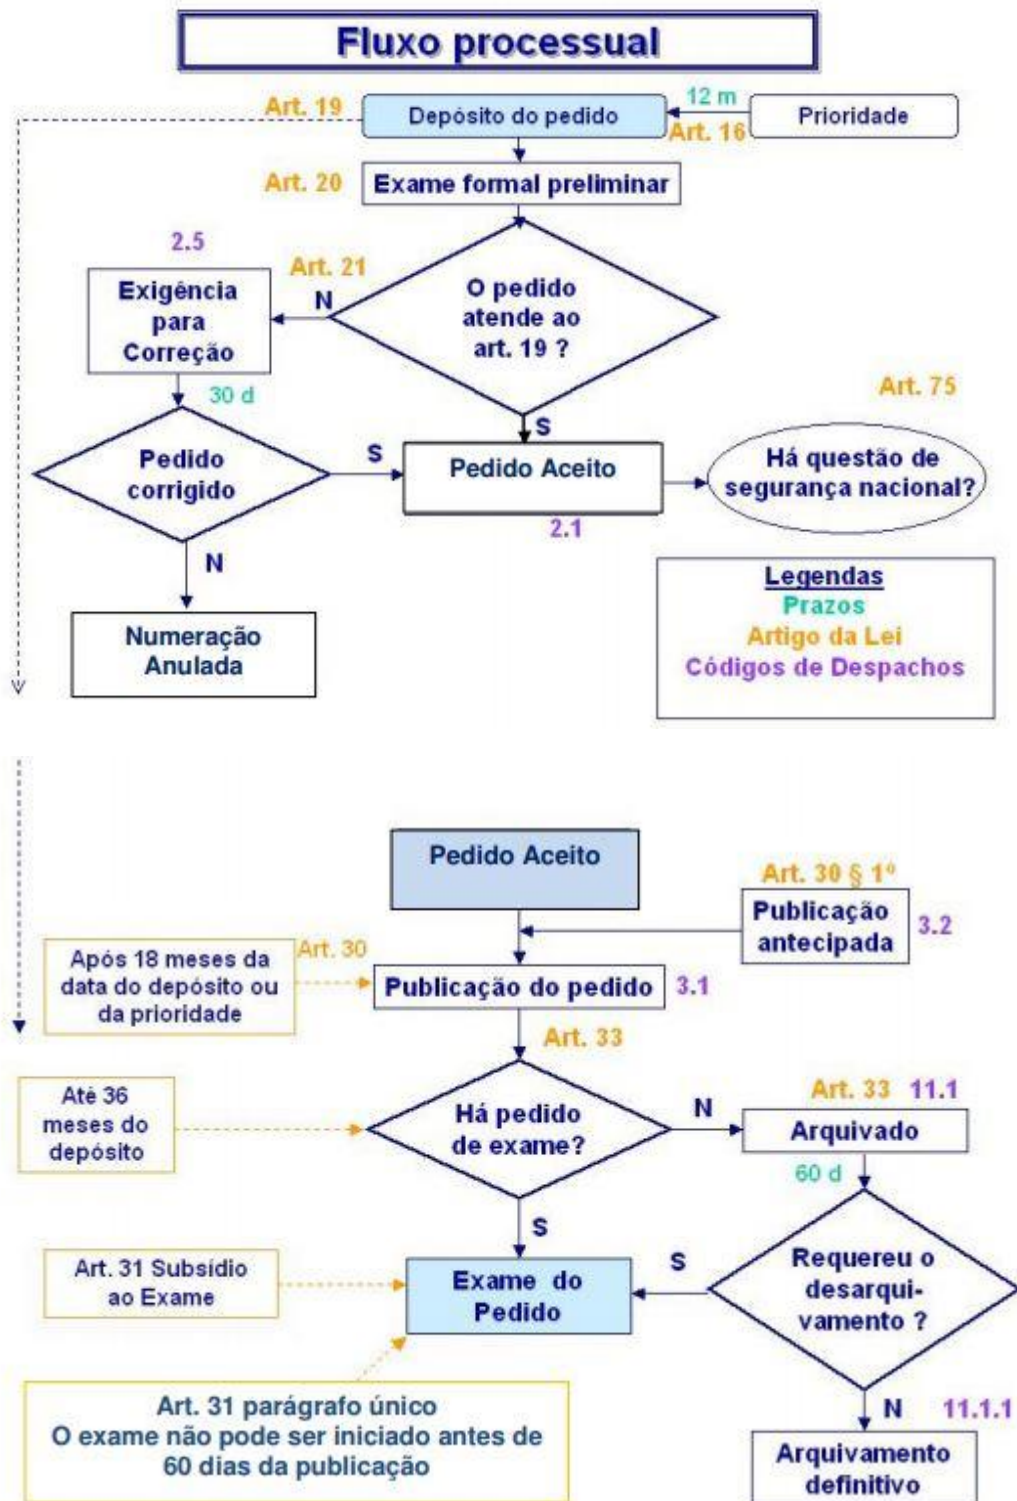 Fluxo processual
Art. 19
Depósito do pedido
12 m
Art. 16
Prioridade
Art. 20
Exame formal preliminar
2.5
Art. 21
Exigência
para
Correção
N
O pedido
atende ao
art. 19 ?
30 d
Art. 75
S
Pedido
corrigido
S
Pedido Aceito
2.1
Há questão de
segurança nacional?
N
Numeração
Anulada
Legendas
Prazos
Artigo da Lei
Códigos de Despachos
Pedido Aceito
Art. 30 § 1º
Publicação
antecipada
3.2
Após 18 meses da
data do depósito ou
da prioridade
Art. 30
Publicação do pedido
3.1
Art. 33
Até 36
meses do
depósito
Há pedido
de exame?
N
Art. 33
11.1
Arquivado
60 d
S
Art. 31 Subsídio
ao Exame
Exame do
Pedido
S
Requereu o
desarqui-
vamento ?
Art. 31 parágrafo único
O exame não pode ser iniciado antes de
60 dias da publicação
N
11.1.1
Arquivamento
definitivo